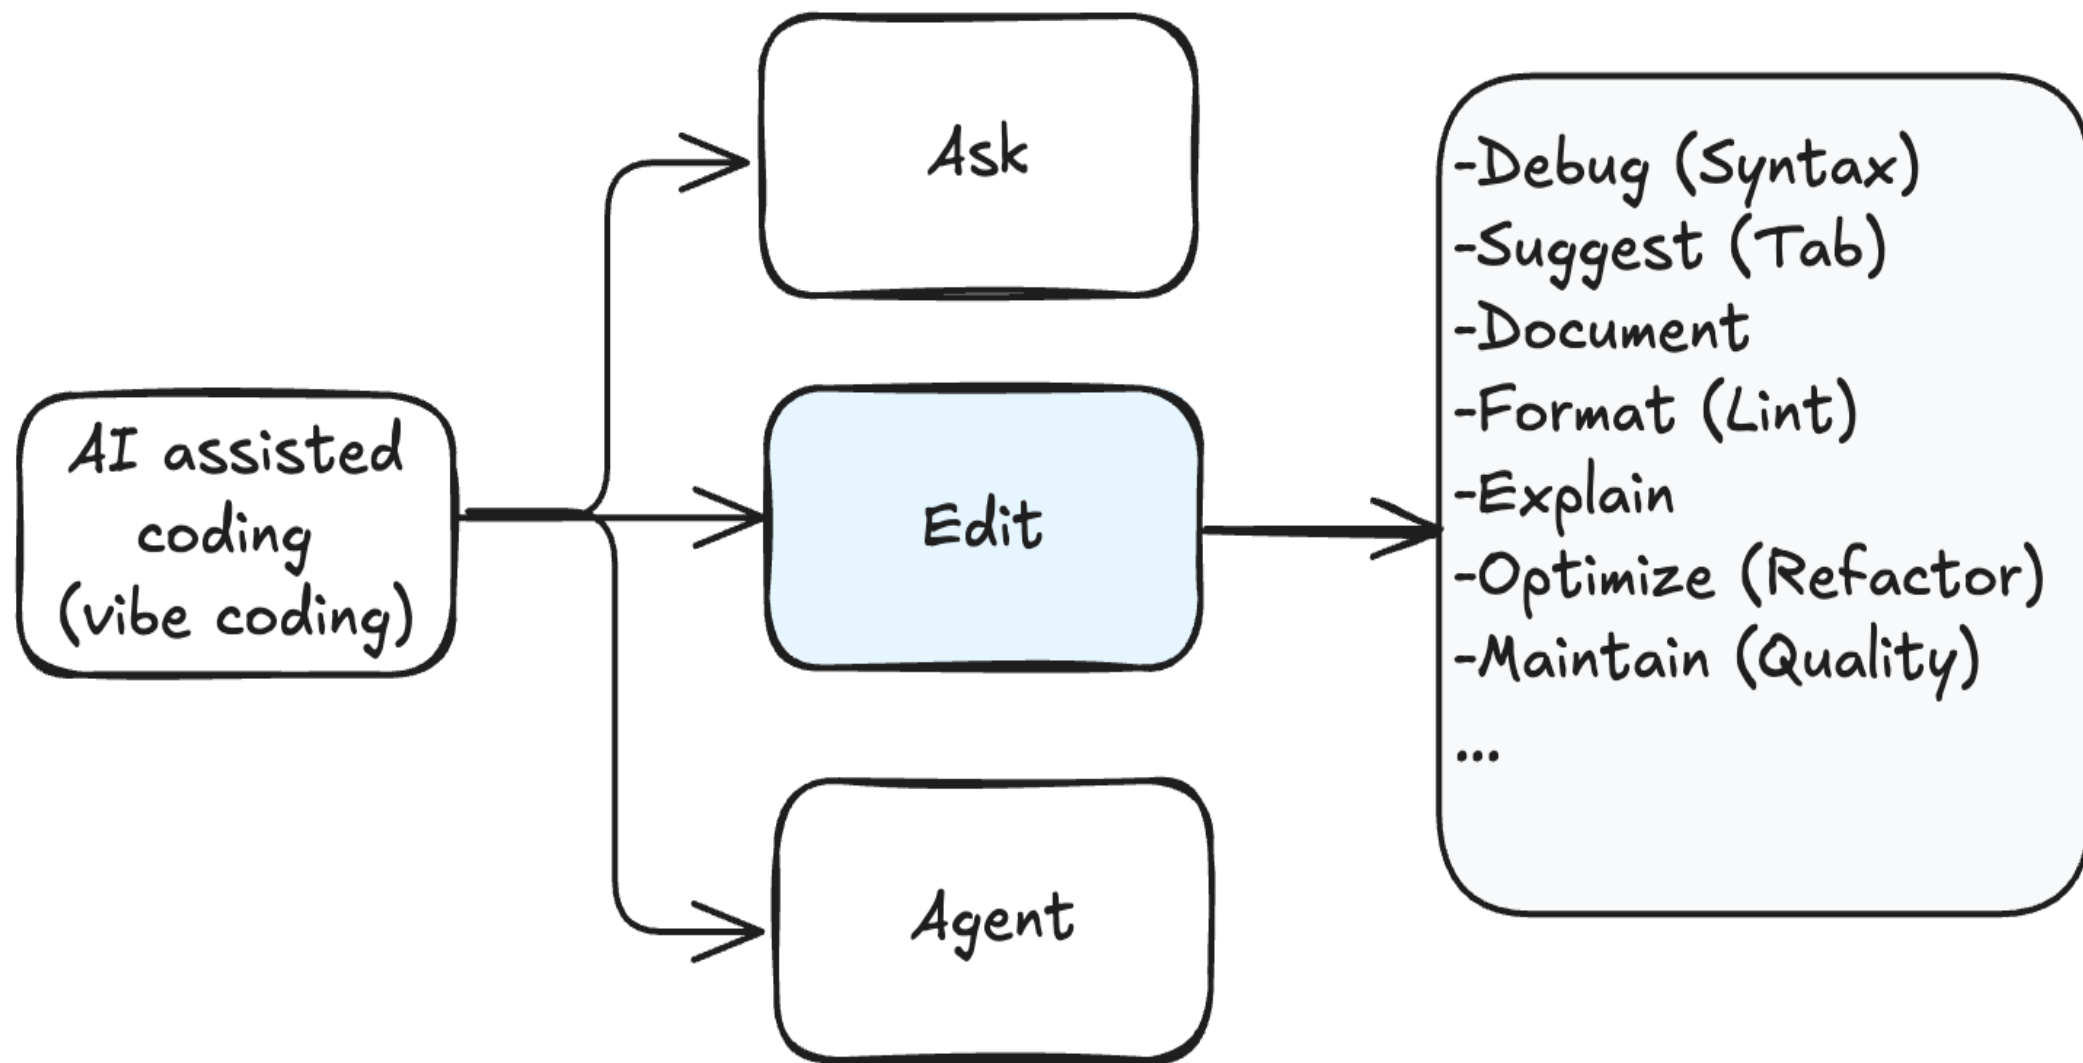 AI assisted
coding
(vibe coding)
Ask
Edit
Agent
-Debug (Syntax)
-Suggest (Tab)
-Document
-Format (Lint)
-Explain
-Optimize (Refactor)
-Maintain (Quality)
...